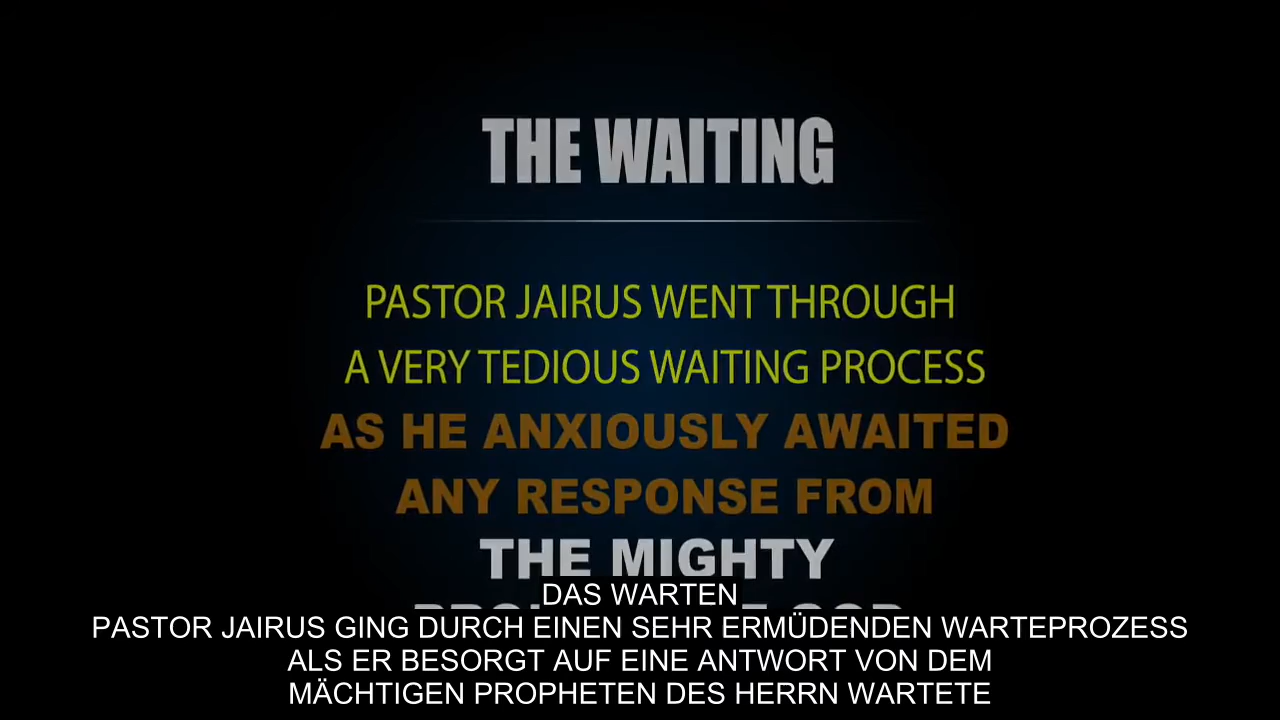 THE WAITING
PASTOR JAIRUS WENT THROUGH
A VERY TEDIOUS WAITING PROCESS
AS HE ANXIOUSLY AWAITED
ANY RESPONSE FROM
THE MIGHTY
DAS WARTEN
PASTOR JAIRUS GING DURCH EINEN SEHR ERMÜDENDEN WARTEPROZESS
ALS ER BESORGT AUF EINE ANTWORT VON DEM
MÄCHTIGEN PROPHETEN DES HERRN WARTETE